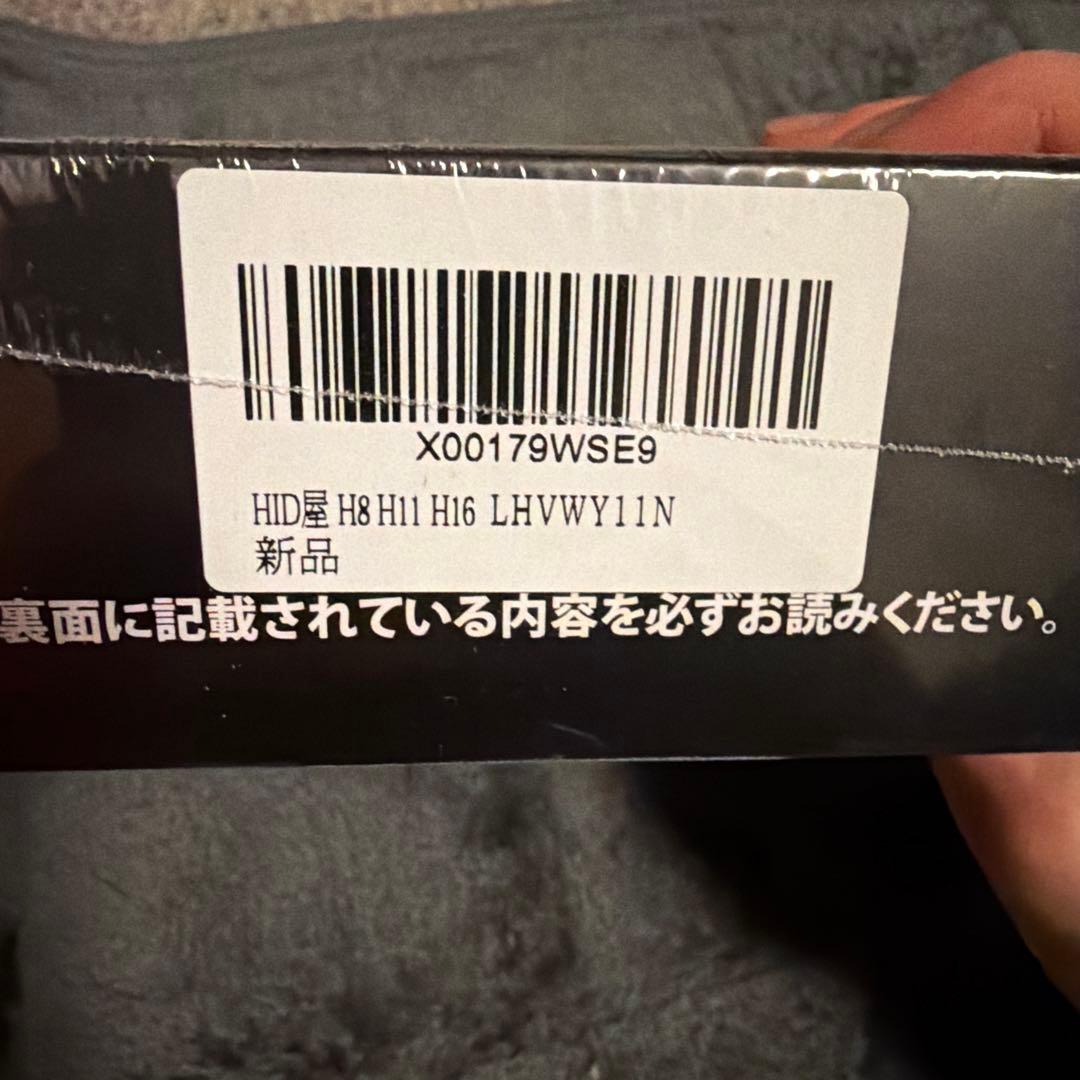 X00179WSE9
HID屋 H8 H11 H16 LHVWY11N
新品
裏面に記載されている内容を必ずお読みください。